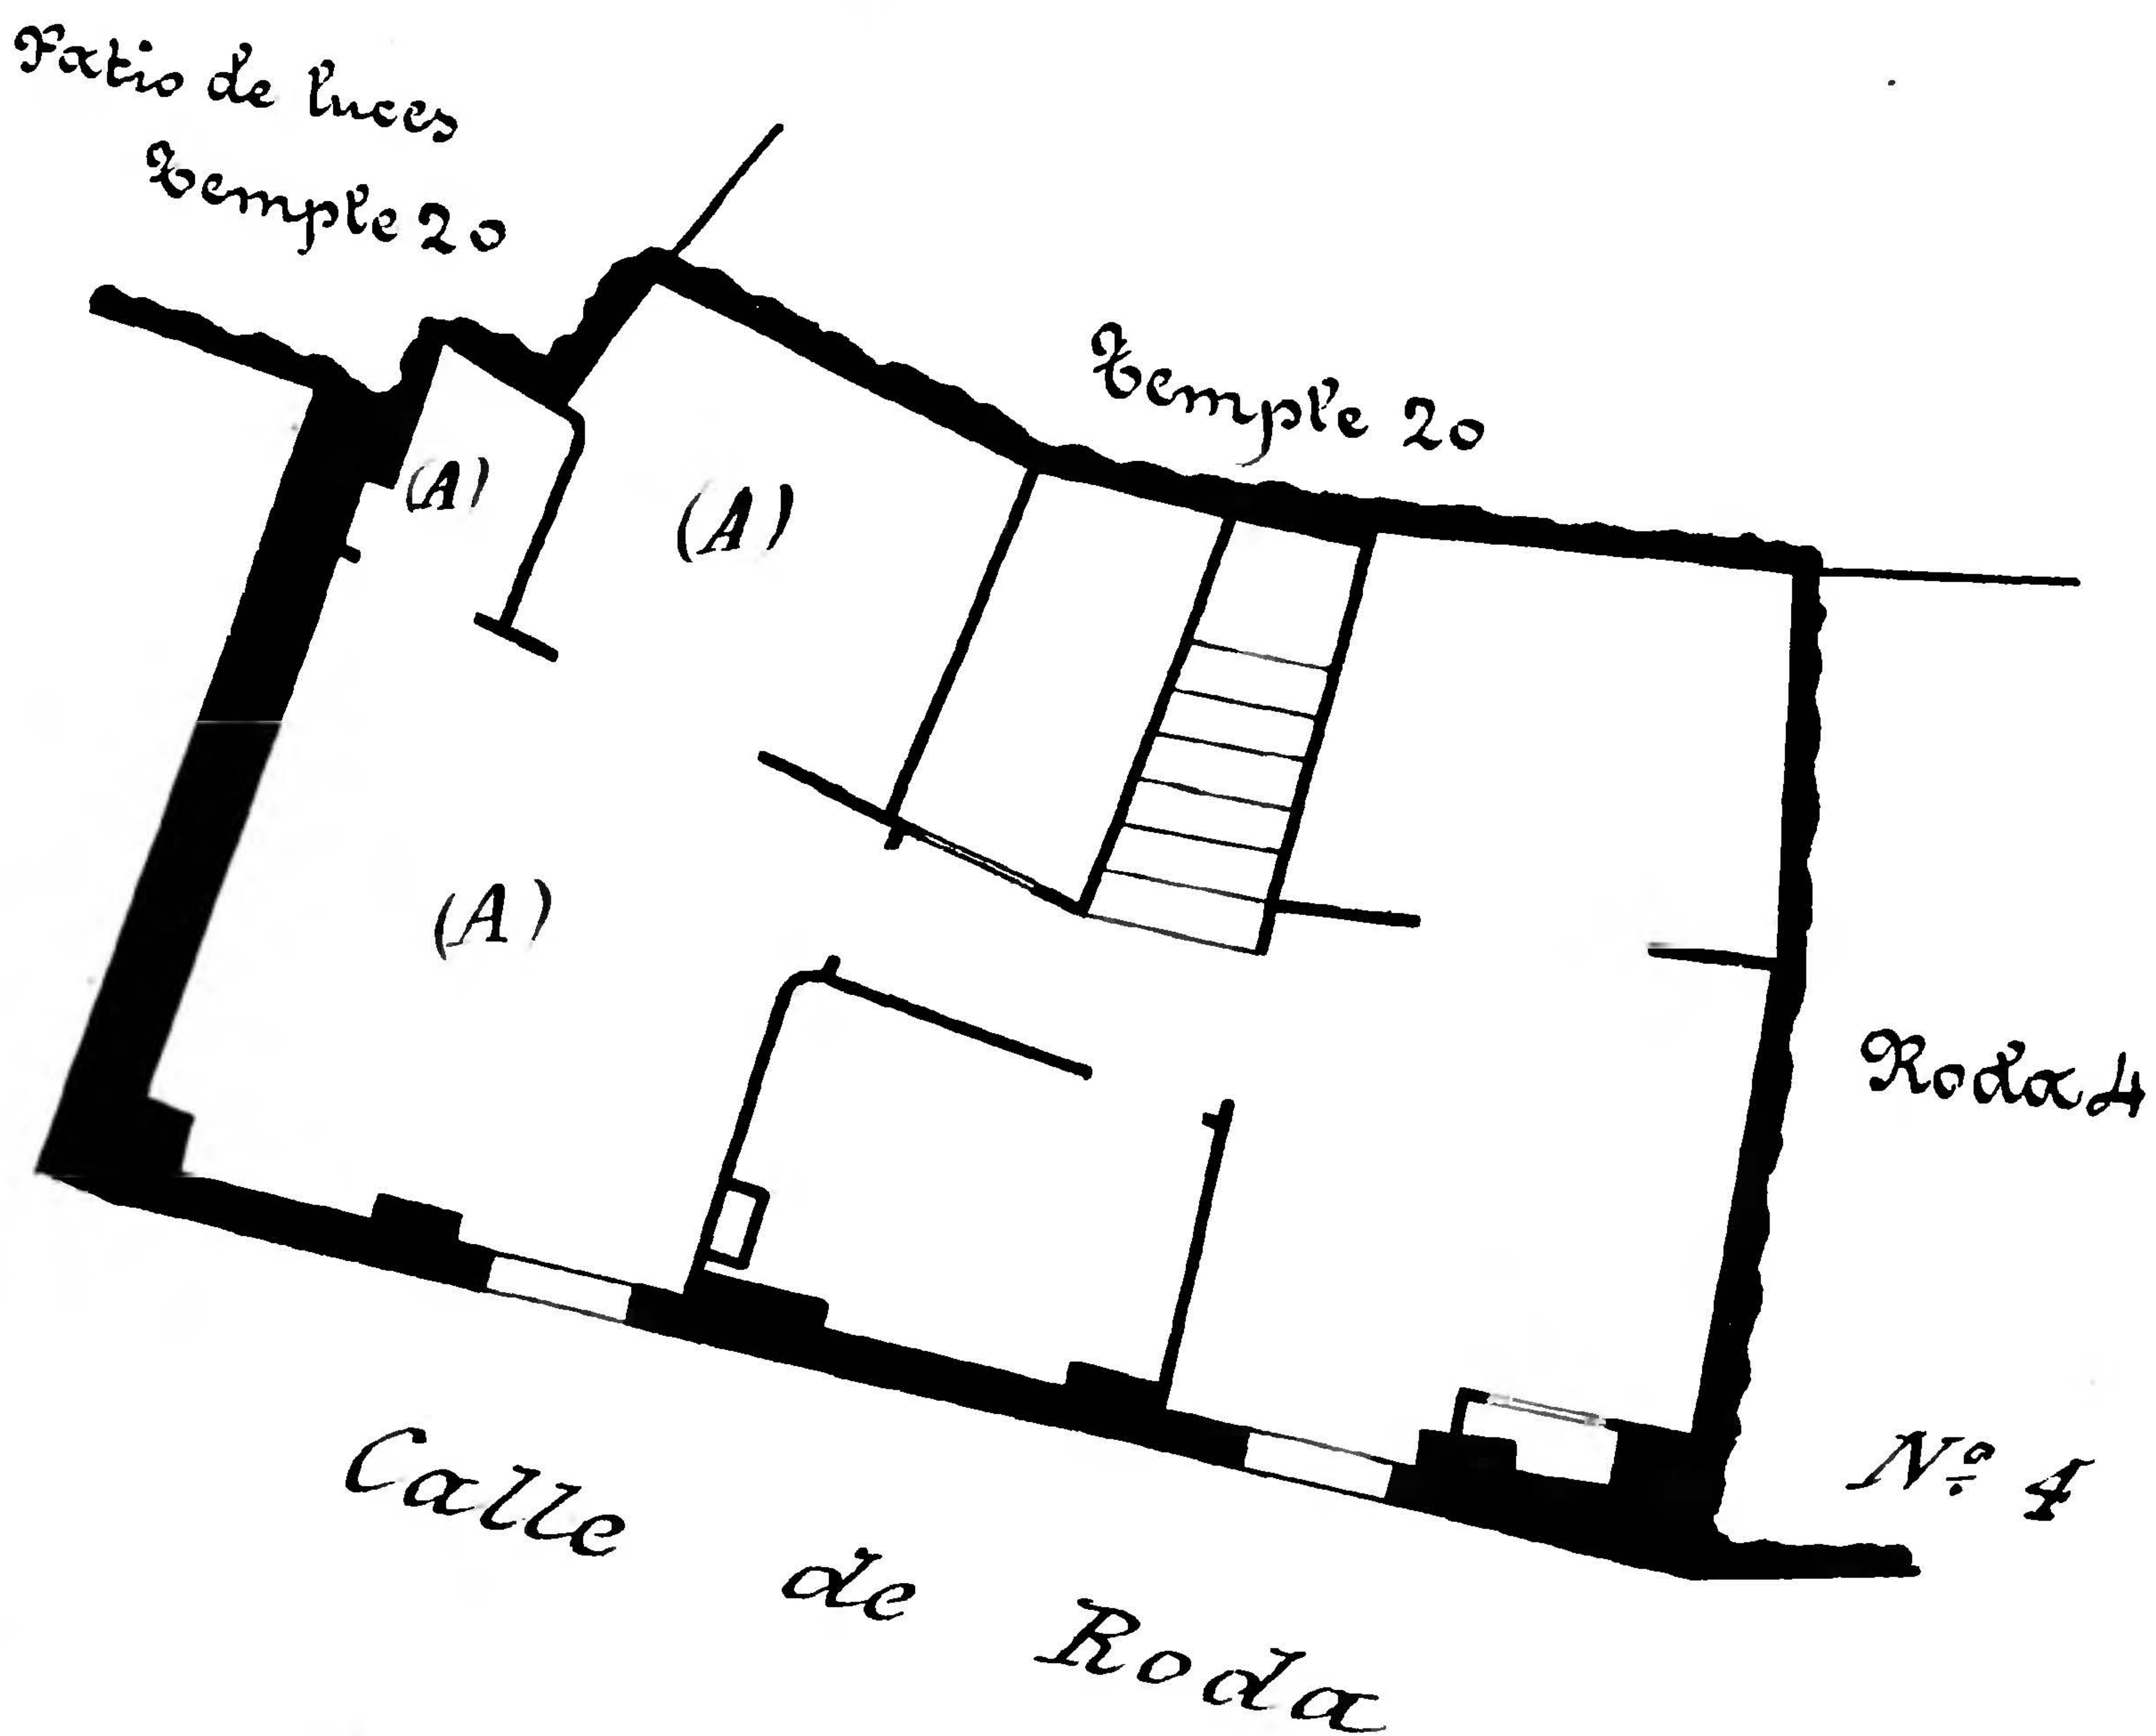 Patio de luces
Temple 20
Temple 20
(A)
(A)
(A)
Roda 4
Nº 4
Calle de Roda